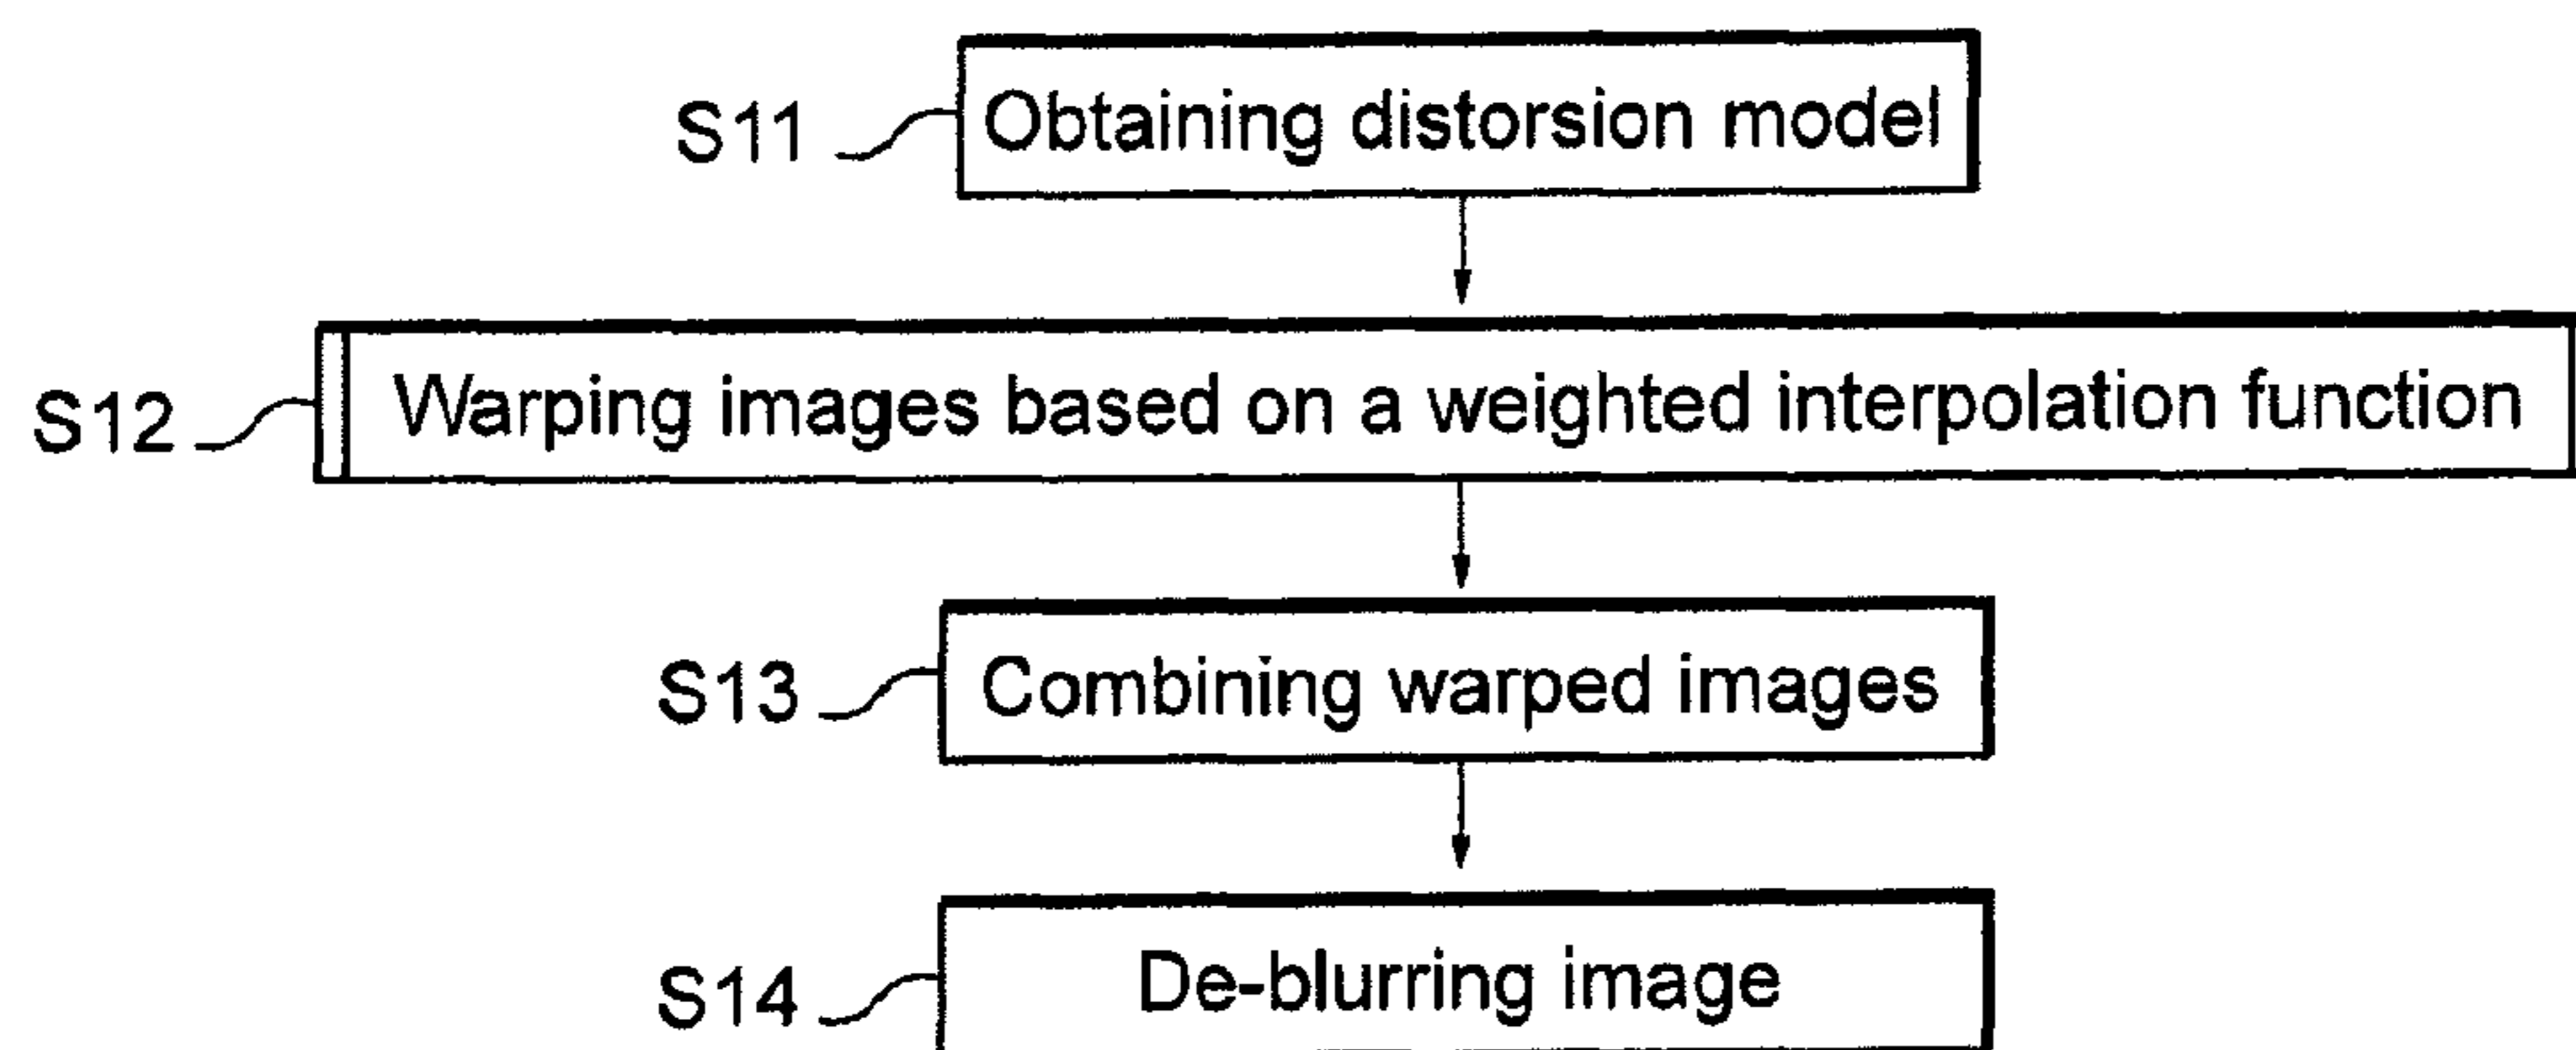 S11 Obtaining distorsion model
S12 Warping images based on a weighted interpolation function
S13 Combining warped images
S14 De-blurring image